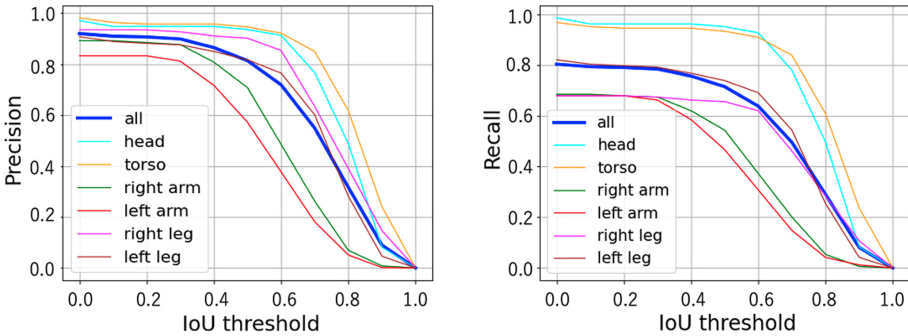 Precision
1.0
0.8
0.6
0.4
0.2
0.0
all
head
torso
right arm
left arm
right leg
left leg
0.0 0.2 0.4 0.6 0.8 1.0
IoU threshold
Recall
1.0
0.8
0.6
0.4
0.2
0.0
all
head
torso
right arm
left arm
right leg
left leg
0.0 0.2 0.4 0.6 0.8 1.0
IoU threshold